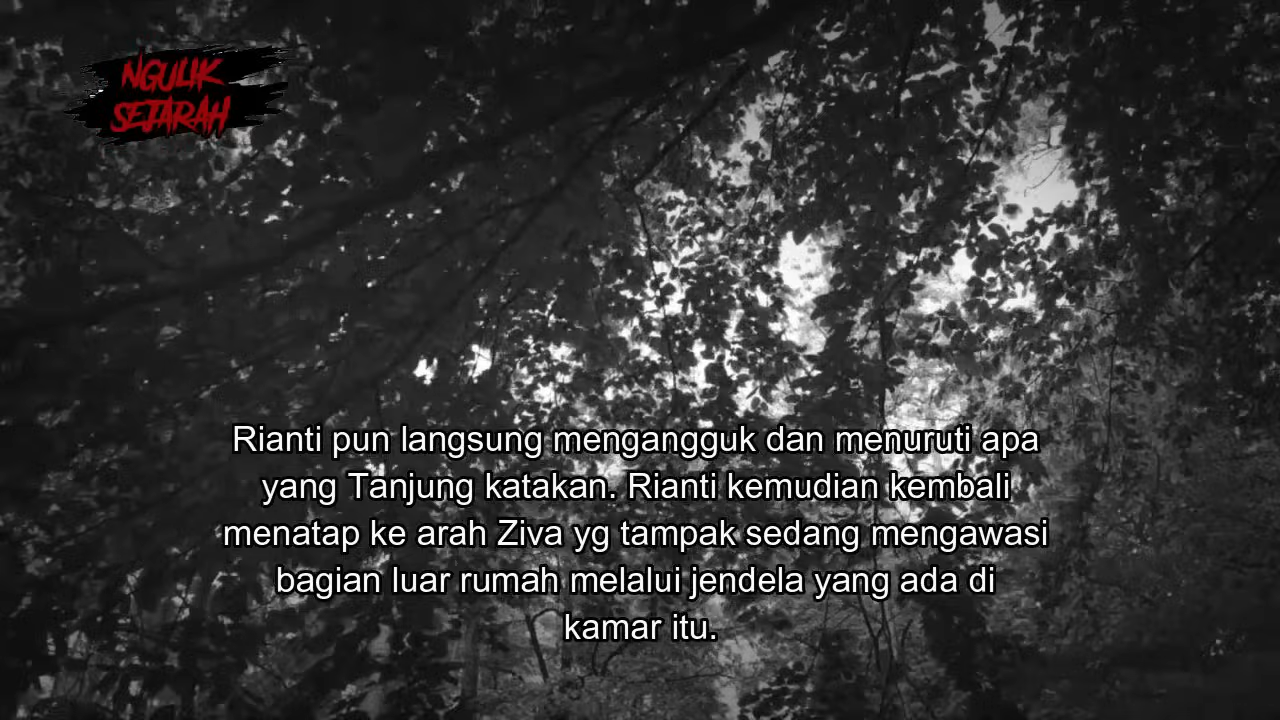 NGULIK
SEJARAH
Rianti pun langsung mengangguk dan menuruti apa
yang Tanjung katakan. Rianti kemudian kembali
menatap ke arah Ziva yg tampak sedang mengawasi
bagian luar rumah melalui jendela yang ada di
kamar itu.